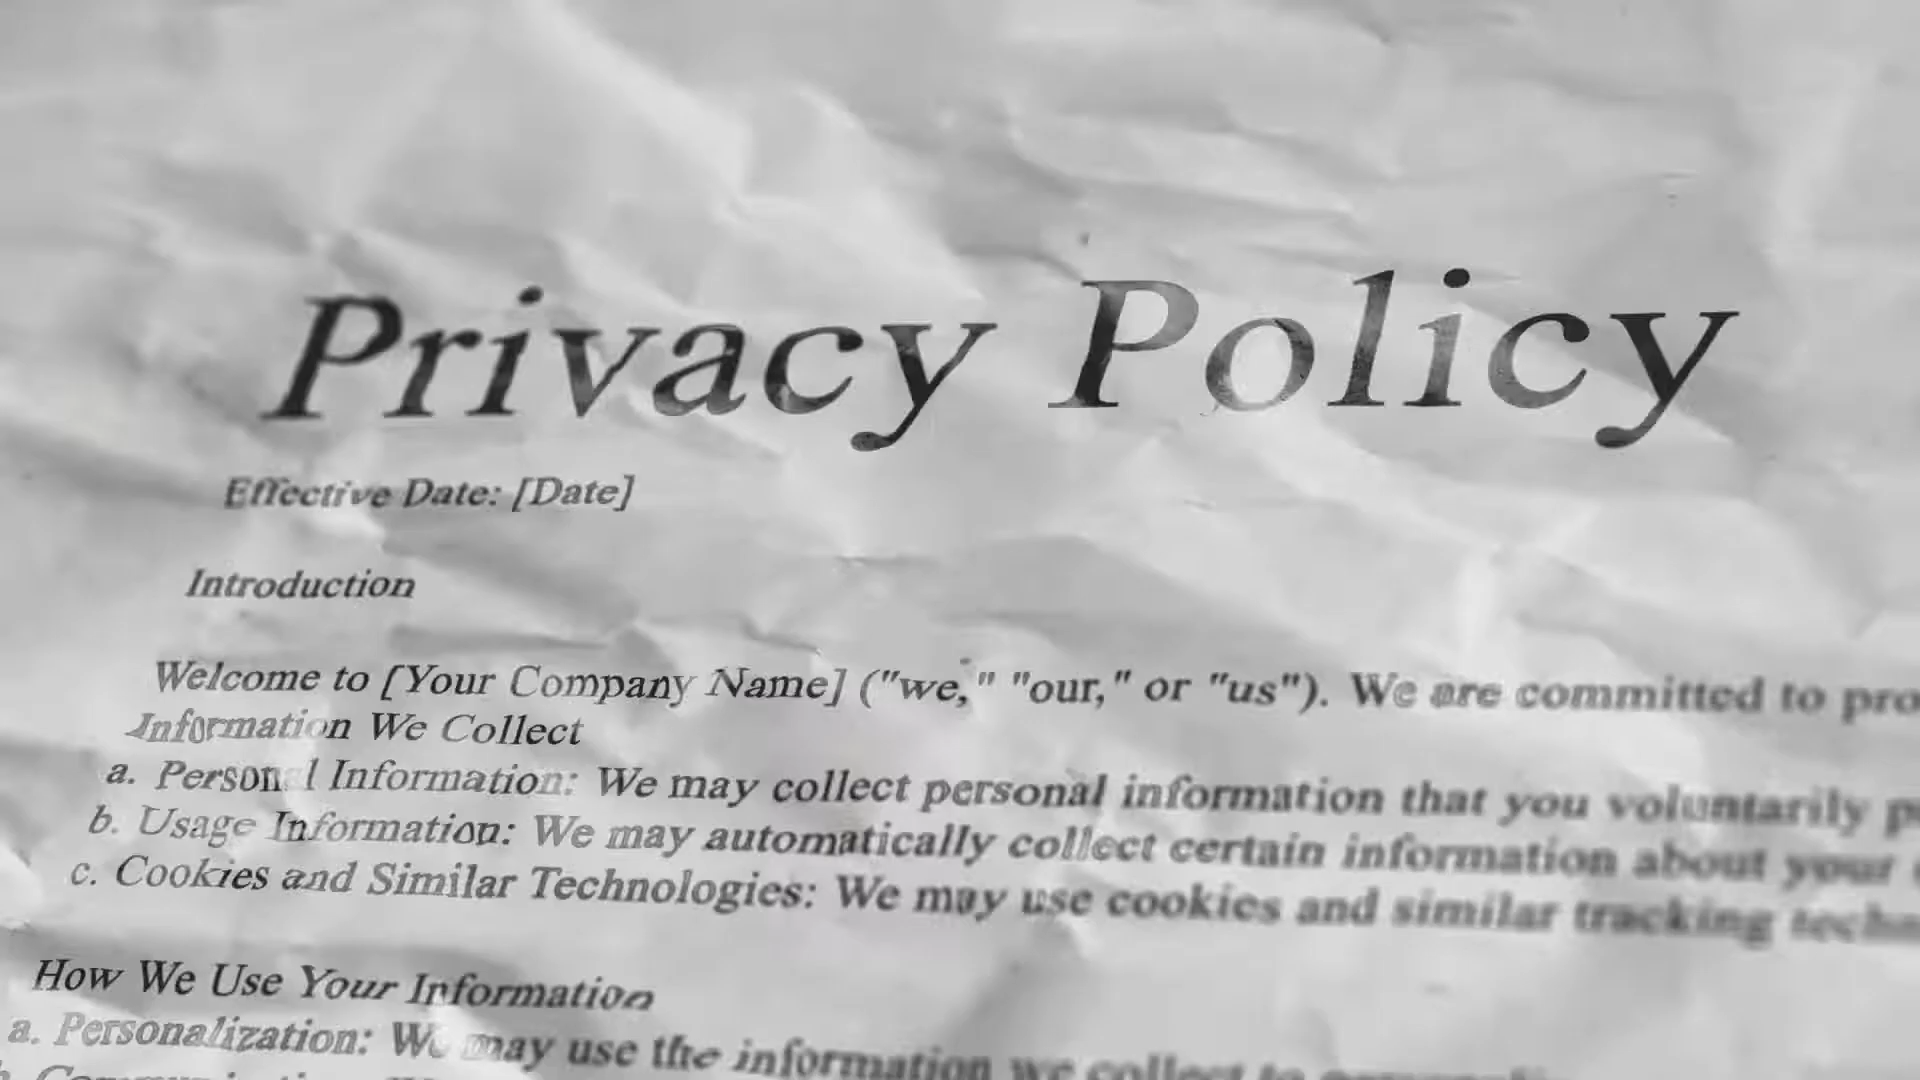 Privacy Policy
Effective Date: [Date]
Introduction
Welcome to [Your Company Name] ("we," "our," or "us"). We are committed to pro
Information We Collect
a. Personal Information: We may collect personal information that you voluntarily
b. Usage Information: We may automatically collect certain information about your
c. Cookies and Similar Technologies: We may use cookies and similar tracking
How We Use Your Information
a. Personalization: We may use the information we collect to